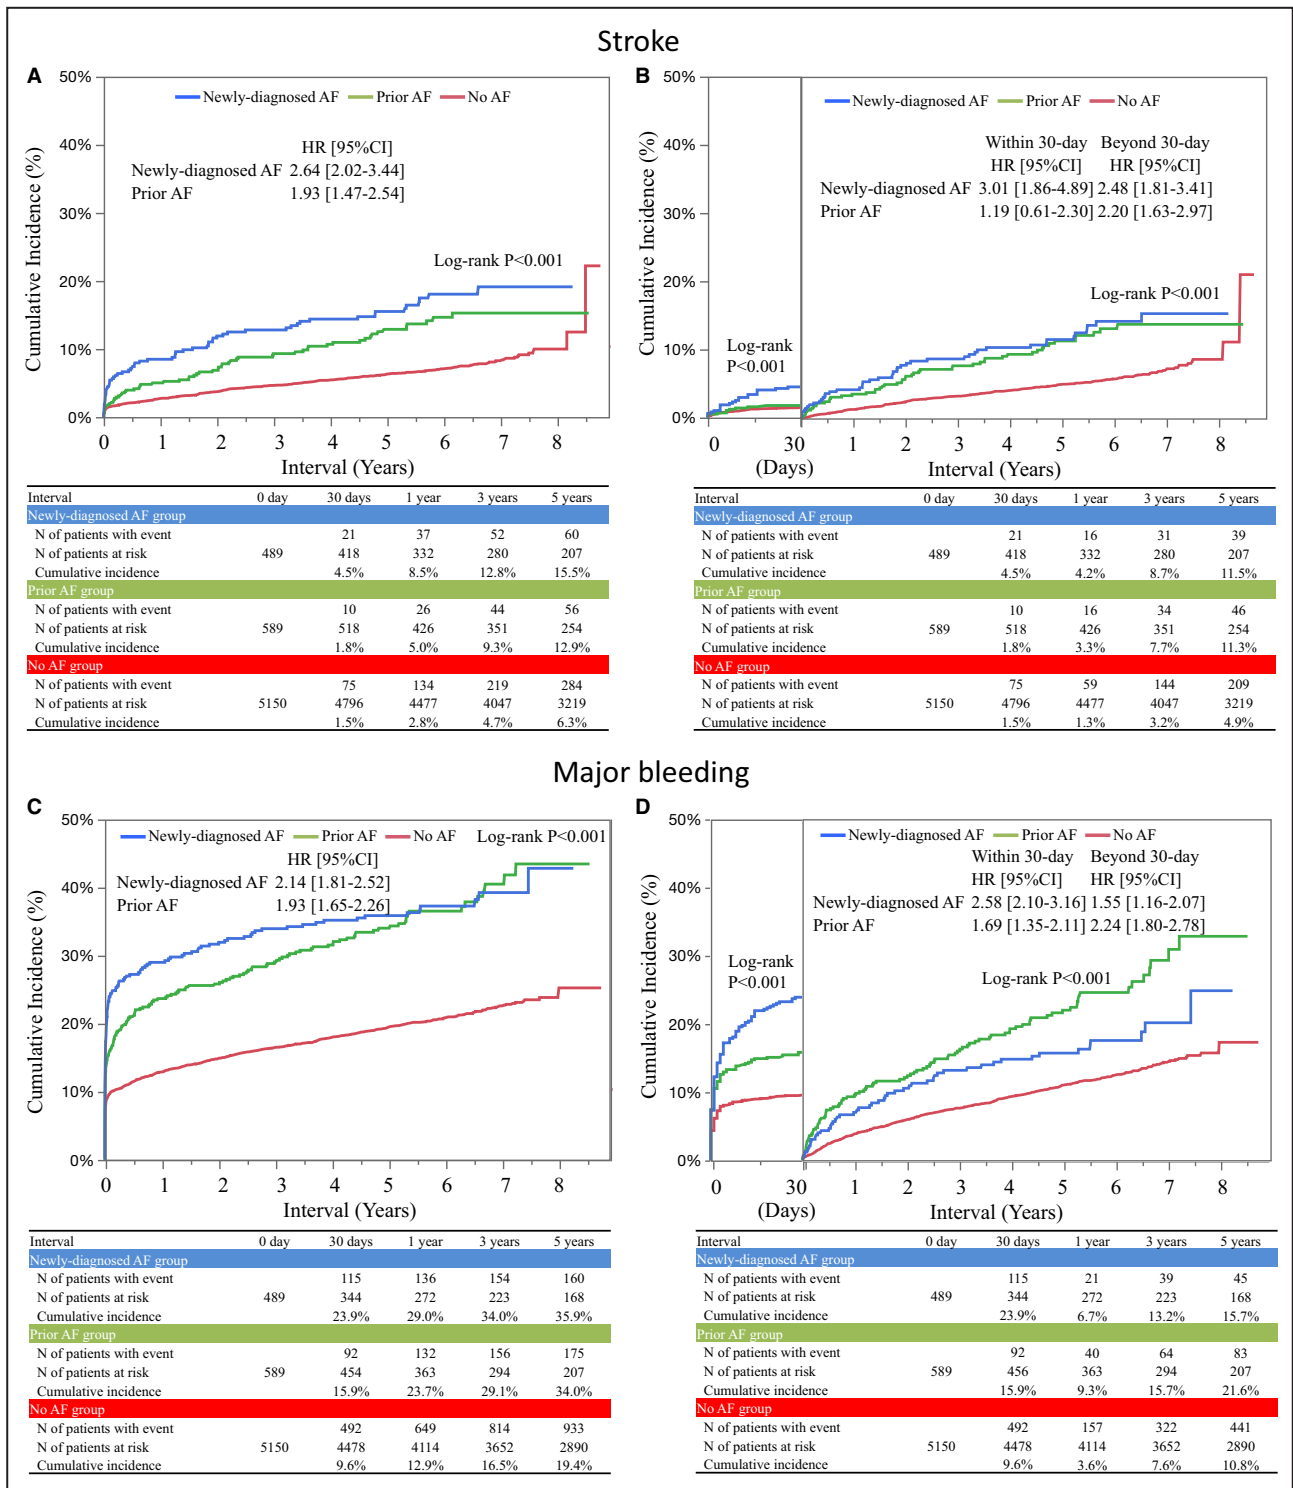 Stroke
A
50%
40%
30%
20%
10%
0%
Cumulative Incidence (%)
Newly-diagnosed AF Prior AF No AF
HR [95%CI]
Newly-diagnosed AF 2.64 [2.02-3.44]
Prior AF 1.93 [1.47-2.54]
Log-rank P<0.001
0 1 2 3 4 5 6 7 8
Interval (Years)
Interval 0 day 30 days 1 year 3 years 5 years
Newly-diagnosed AF group
N of patients with event 21 37 52 60
N of patients at risk 489 418 332 280 207
Cumulative incidence 4.5% 8.5% 12.8% 15.5%
Prior AF group
N of patients with event 10 26 44 56
N of patients at risk 589 518 426 351 254
Cumulative incidence 1.8% 5.0% 9.3% 12.9%
No AF group
N of patients with event 75 134 219 284
N of patients at risk 5150 4796 4477 4047 3219
Cumulative incidence 1.5% 2.8% 4.7% 6.3%
B
50%
40%
30%
20%
10%
0%
Cumulative Incidence (%)
Newly-diagnosed AF Prior AF No AF
Within 30-day Beyond 30-day
HR [95%CI] HR [95%CI]
Newly-diagnosed AF 3.01 [1.86-4.89] 2.48 [1.81-3.41]
Prior AF 1.19 [0.61-2.30] 2.20 [1.63-2.97]
Log-rank P<0.001
Log-rank
P<0.001
0 30 1 2 3 4 5 6 7 8
(Days) Interval (Years)
Interval 0 day 30 days 1 year 3 years 5 years
Newly-diagnosed AF group
N of patients with event 21 16 31 39
N of patients at risk 489 418 332 280 207
Cumulative incidence 4.5% 4.2% 8.7% 11.5%
Prior AF group
N of patients with event 10 16 34 46
N of patients at risk 589 518 426 351 254
Cumulative incidence 1.8% 3.3% 7.7% 11.3%
No AF group
N of patients with event 75 59 144 209
N of patients at risk 5150 4796 4477 4047 3219
Cumulative incidence 1.5% 1.3% 3.2% 4.9%
Major bleeding
C
50%
40%
30%
20%
10%
0%
Cumulative Incidence (%)
Newly-diagnosed AF Prior AF No AF Log-rank P<0.001
HR [95%CI]
Newly-diagnosed AF 2.14 [1.81-2.52]
Prior AF 1.93 [1.65-2.26]
0 1 2 3 4 5 6 7 8
Interval (Years)
Interval 0 day 30 days 1 year 3 years 5 years
Newly-diagnosed AF group
N of patients with event 115 136 154 160
N of patients at risk 489 344 272 223 168
Cumulative incidence 23.9% 29.0% 34.0% 35.9%
Prior AF group
N of patients with event 92 132 156 175
N of patients at risk 589 454 363 294 207
Cumulative incidence 15.9% 23.7% 29.1% 34.0%
No AF group
N of patients with event 492 649 814 933
N of patients at risk 5150 4478 4114 3652 2890
Cumulative incidence 9.6% 12.9% 16.5% 19.4%
D
50%
40%
30%
20%
10%
0%
Cumulative Incidence (%)
Newly-diagnosed AF Prior AF No AF
Within 30-day Beyond 30-day
HR [95%CI] HR [95%CI]
Newly-diagnosed AF 2.58 [2.10-3.16] 1.55 [1.16-2.07]
Prior AF 1.69 [1.35-2.11] 2.24 [1.80-2.78]
Log-rank
P<0.001
Log-rank P<0.001
0 30 1 2 3 4 5 6 7 8
(Days) Interval (Years)
Interval 0 day 30 days 1 year 3 years 5 years
Newly-diagnosed AF group
N of patients with event 115 21 39 45
N of patients at risk 489 344 272 223 168
Cumulative incidence 23.9% 6.7% 13.2% 15.7%
Prior AF group
N of patients with event 92 40 64 83
N of patients at risk 589 456 363 294 207
Cumulative incidence 15.9% 9.3% 15.7% 21.6%
No AF group
N of patients with event 492 157 322 441
N of patients at risk 5150 4478 4114 3652 2890
Cumulative incidence 9.6% 3.6% 7.6% 10.8%